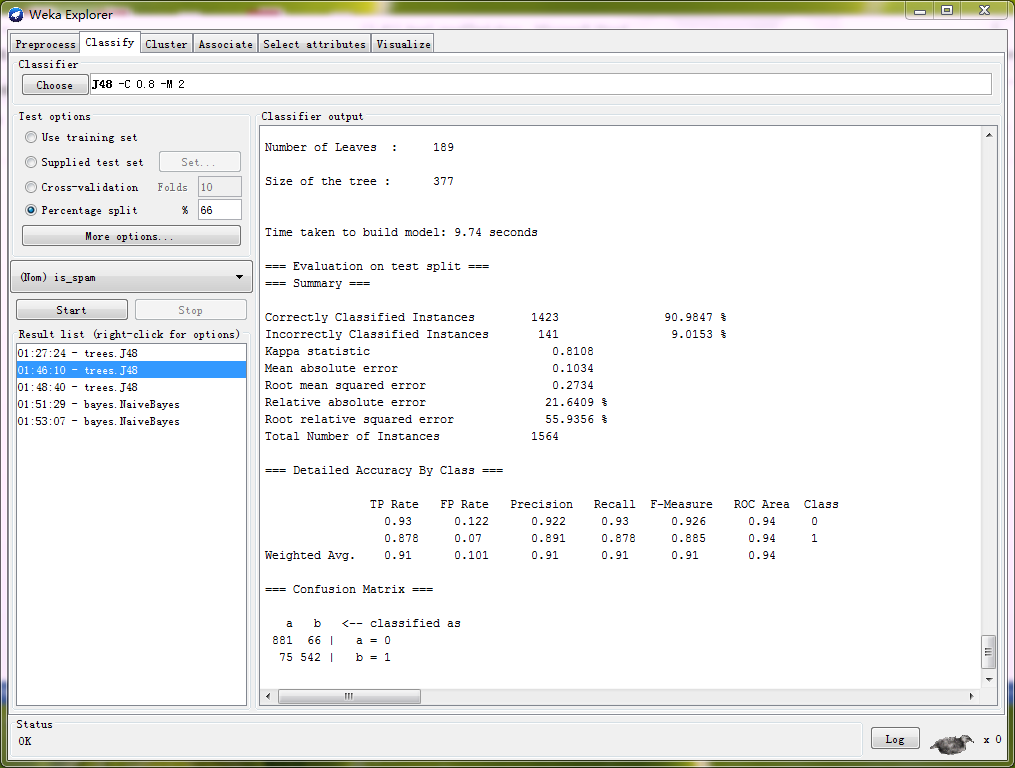 Weka Explorer
Preprocess Classify Cluster Associate Select attributes Visualize
Classifier
Choose J48 -C 0.8 -M 2
Test options
Use training set
Supplied test set Set...
Cross-validation Folds 10
Percentage split % 66
More options...
(Nom) is_spam
Start Stop
Result list (right-click for options)
01:27:24 - trees.J48
01:46:10 - trees.J48
01:48:40 - trees.J48
01:51:29 - bayes.NaiveBayes
01:53:07 - bayes.NaiveBayes
Classifier output
Number of Leaves : 189
Size of the tree : 377
Time taken to build model: 9.74 seconds
=== Evaluation on test split ===
=== Summary ===
Correctly Classified Instances 1423 90.9847 %
Incorrectly Classified Instances 141 9.0153 %
Kappa statistic 0.8108
Mean absolute error 0.1034
Root mean squared error 0.2734
Relative absolute error 21.6409 %
Root relative squared error 55.9356 %
Total Number of Instances 1564
=== Detailed Accuracy By Class ===
TP Rate FP Rate Precision Recall F-Measure ROC Area Class
0.93 0.122 0.922 0.93 0.926 0.94 0
0.878 0.07 0.891 0.878 0.885 0.94 1
Weighted Avg. 0.91 0.101 0.91 0.91 0.91 0.94
=== Confusion Matrix ===
a b <-- classified as
881 66 | a = 0
75 542 | b = 1
Status
OK
Log x 0